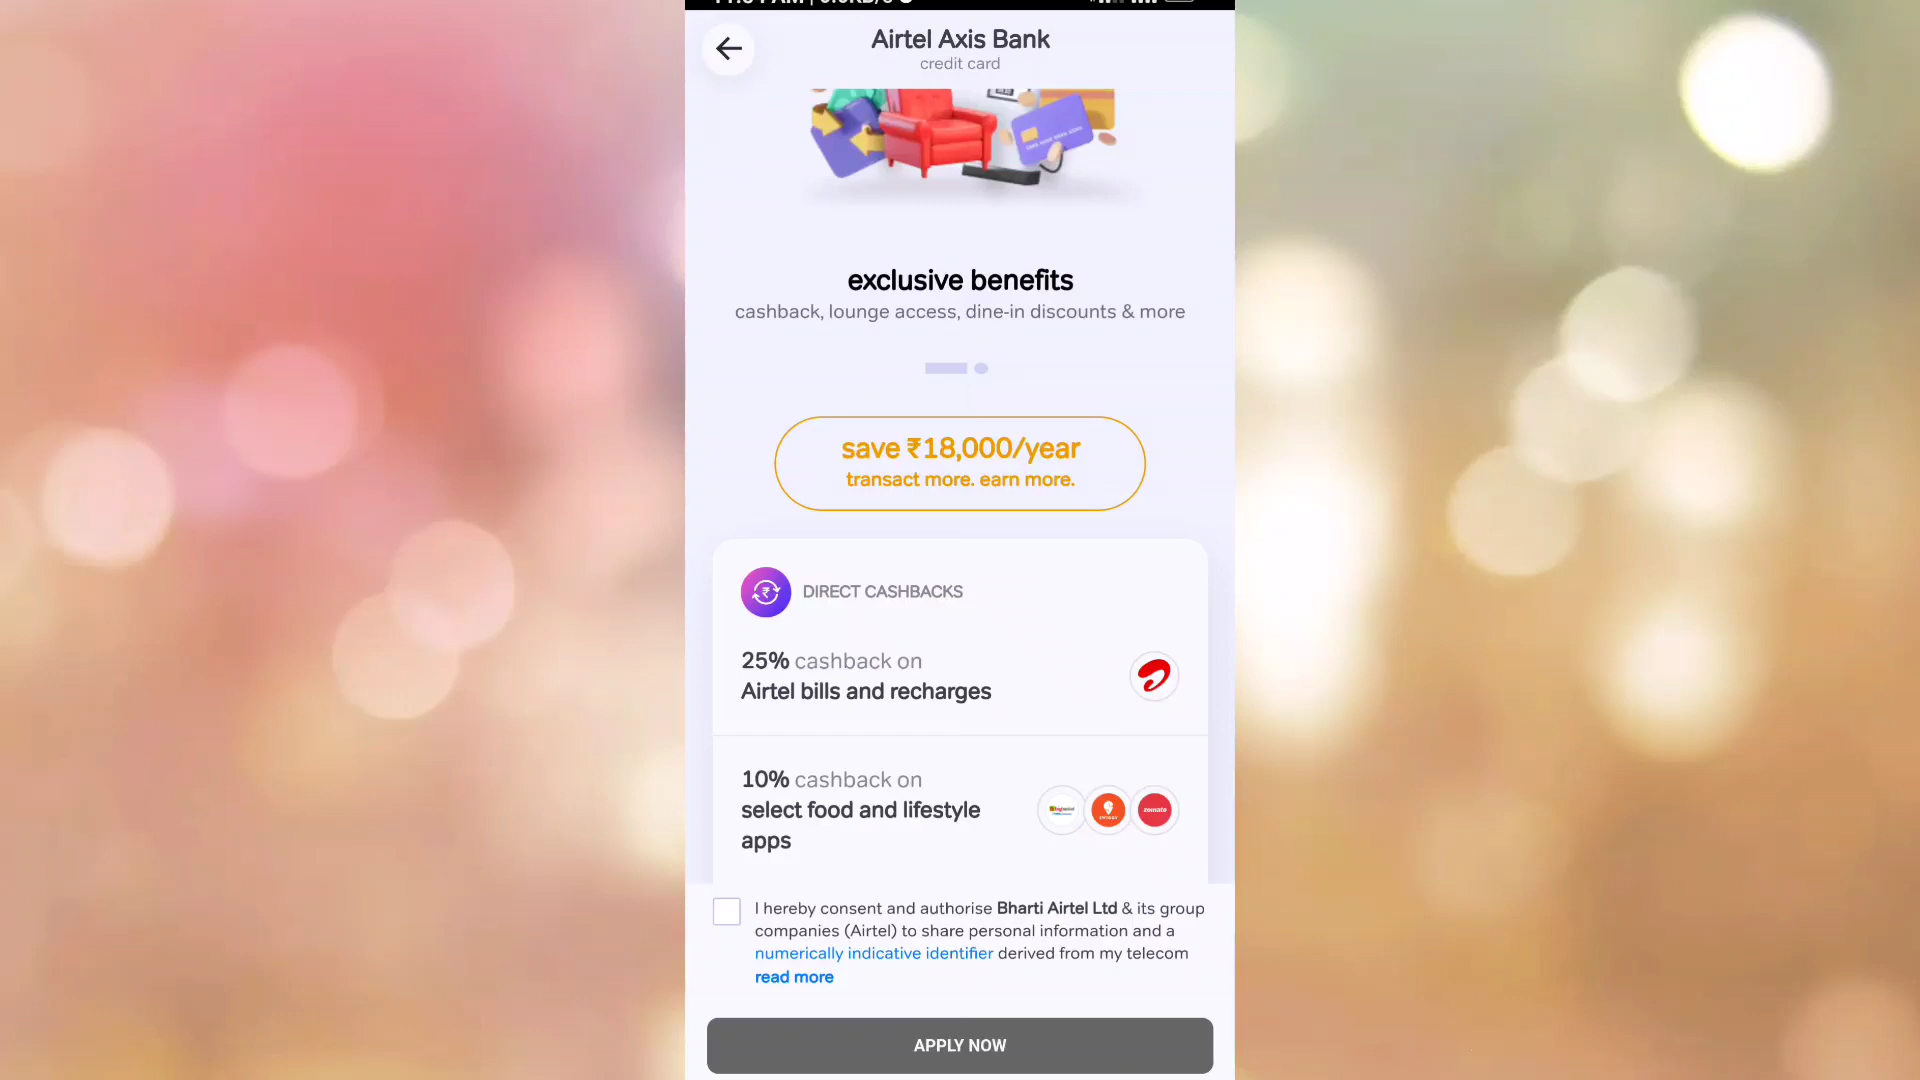 Airtel Axis Bank
credit card
exclusive benefits
cashback, lounge access, dine-in discounts & more
save ₹18,000/year
transact more. earn more.
DIRECT CASHBACKS
25% cashback on
Airtel bills and recharges
10% cashback on
select food and lifestyle
apps
zomato
I hereby consent and authorise Bharti Airtel Ltd & its group
companies (Airtel) to share personal information and a
numerically indicative identifier derived from my telecom
read more
APPLY NOW